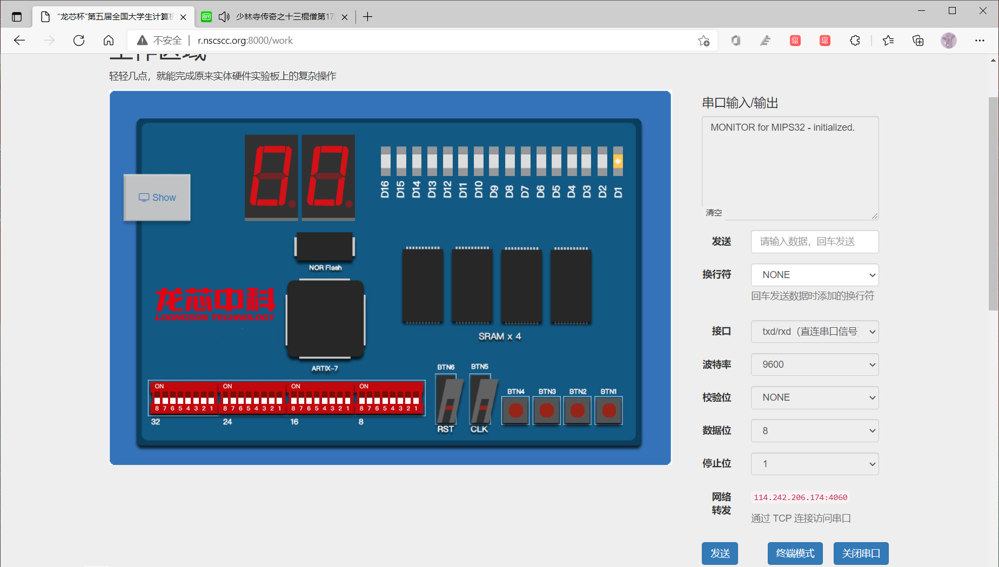 “龙芯杯”第五届全国大学生计算机
少林寺传奇之十三棍僧第17
不安全
r.nscscc.org:8000/work
工作区域
轻轻几点，就能完成原来实体硬件实验板上的复杂操作
Show
D16 D15 D14 D13 D12 D11 D10 D9 D8 D7 D6 D5 D4 D3 D2 D1
NOR Flash
龙芯中科
LOONGSON TECHNOLOGY
SRAM x 4
ARTIX-7
ON ON ON ON
8 7 6 5 4 3 2 1 8 7 6 5 4 3 2 1 8 7 6 5 4 3 2 1 8 7 6 5 4 3 2 1
32 24 16 8
BTN6 BTN5
BTN4 BTN3 BTN2 BTN1
RST CLK
串口输入/输出
MONITOR for MIPS32 - initialized.
清空
发送 请输入数据，回车发送
换行符 NONE
回车发送数据时添加的换行符
接口 txd/rxd（直连串口信号
波特率 9600
校验位 NONE
数据位 8
停止位 1
网络
转发
114.242.206.174:4060
通过 TCP 连接访问串口
发送 终端模式 关闭串口